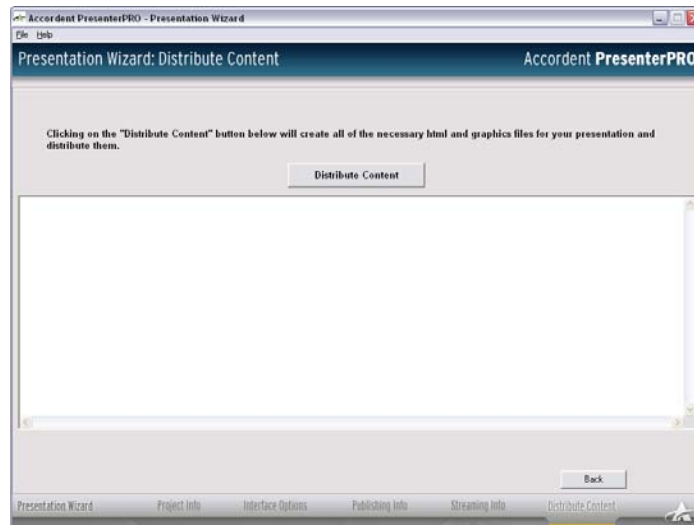 Accordent PresenterPRO - Presentation Wizard
File Help
Presentation Wizard: Distribute Content
Accordent PresenterPRO
Clicking on the "Distribute Content" button below will create all of the necessary html and graphics files for your presentation and
distribute them.
Distribute Content
Back
Presentation Wizard Project Info Interface Options Publishing Info Streaming Info Distribute Content